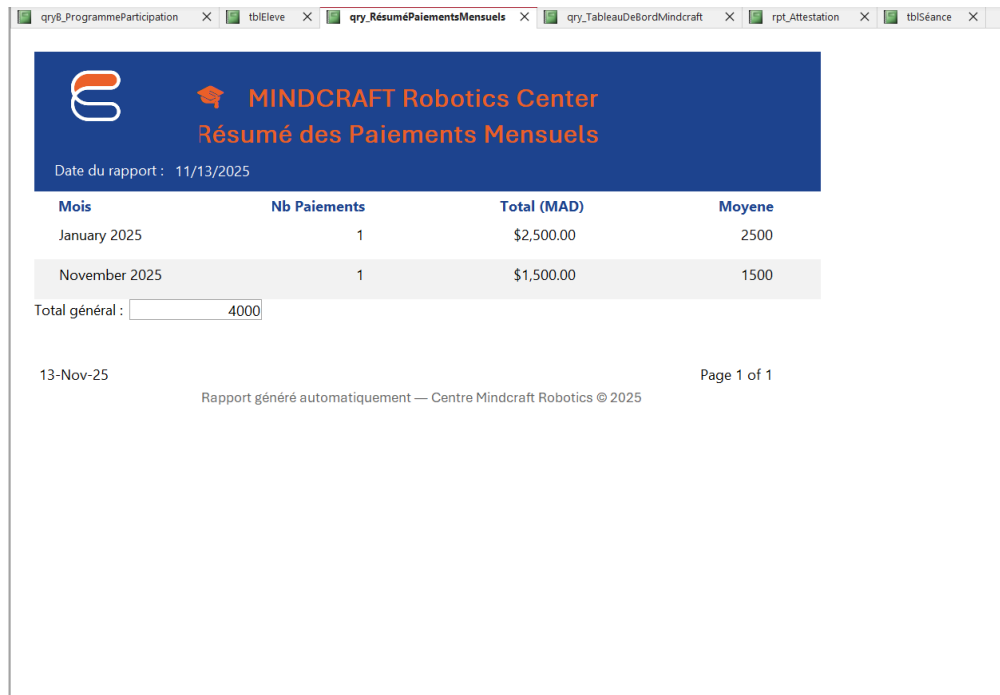 qryB_ProgrammeParticipation tblEleve qry_RésuméPaiementsMensuels qry_TableauDeBordMindcraft rpt_Attestation tblSéance
MINDCRAFT Robotics Center
Résumé des Paiements Mensuels
Date du rapport : 11/13/2025
Mois Nb Paiements Total (MAD) Moyene
January 2025 1 $2,500.00 2500
November 2025 1 $1,500.00 1500
Total général : 4000
13-Nov-25 Page 1 of 1
Rapport généré automatiquement — Centre Mindcraft Robotics © 2025